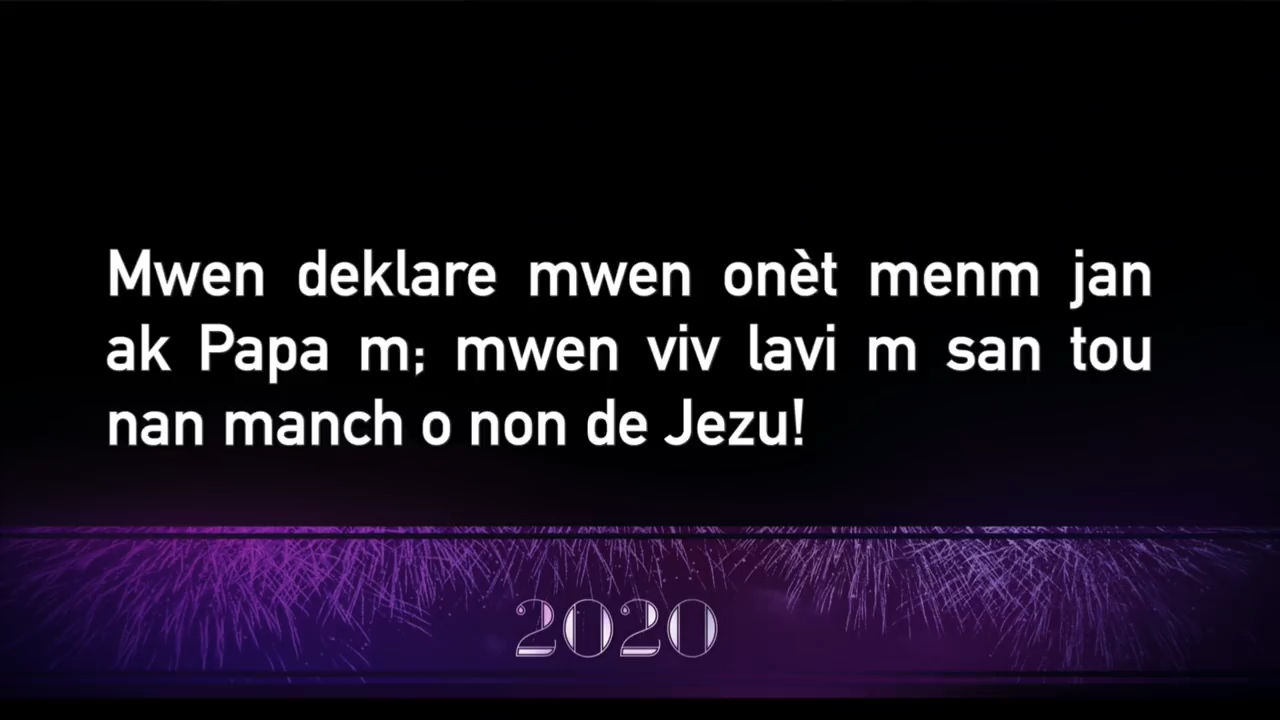 Mwen deklare mwen onèt menm jan
ak Papa m; mwen viv lavi m san tou
nan manch o non de Jezu!
2020